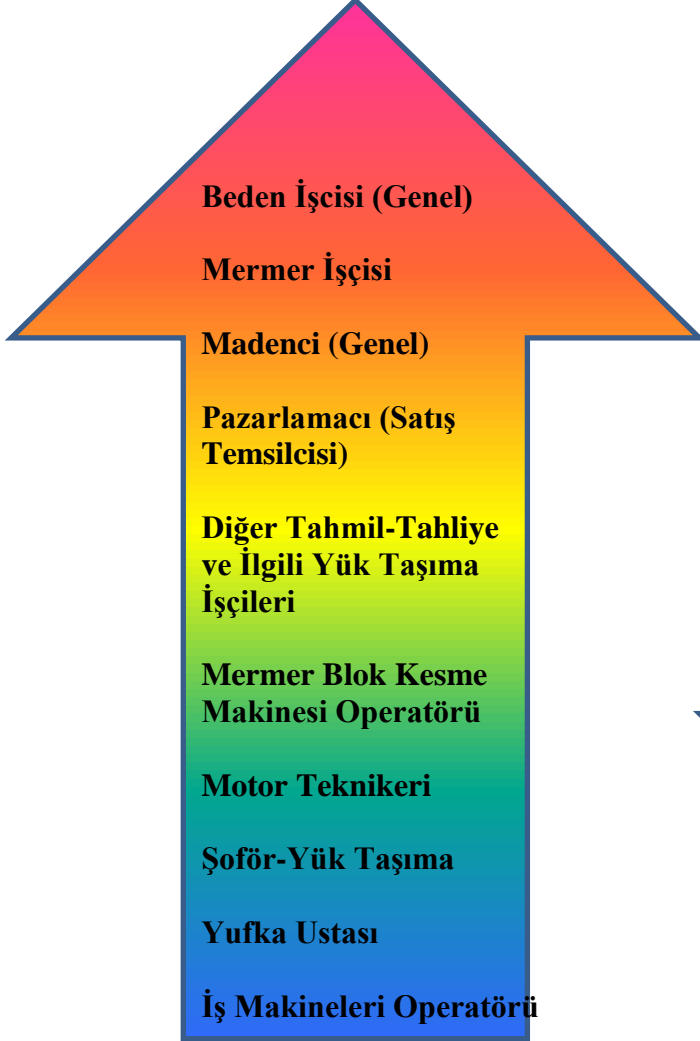 Beden İşcisi (Genel)
Mermer İşçisi
Madenci (Genel)
Pazarlamacı (Satış
Temsilcisi)
Diğer Tahmil-Tahliye
ve İlgili Yük Taşıma
İşçileri
Mermer Blok Kesme
Makinesi Operatörü
Motor Teknikeri
Şoför-Yük Taşıma
Yufka Ustası
İş Makineleri Operatörü